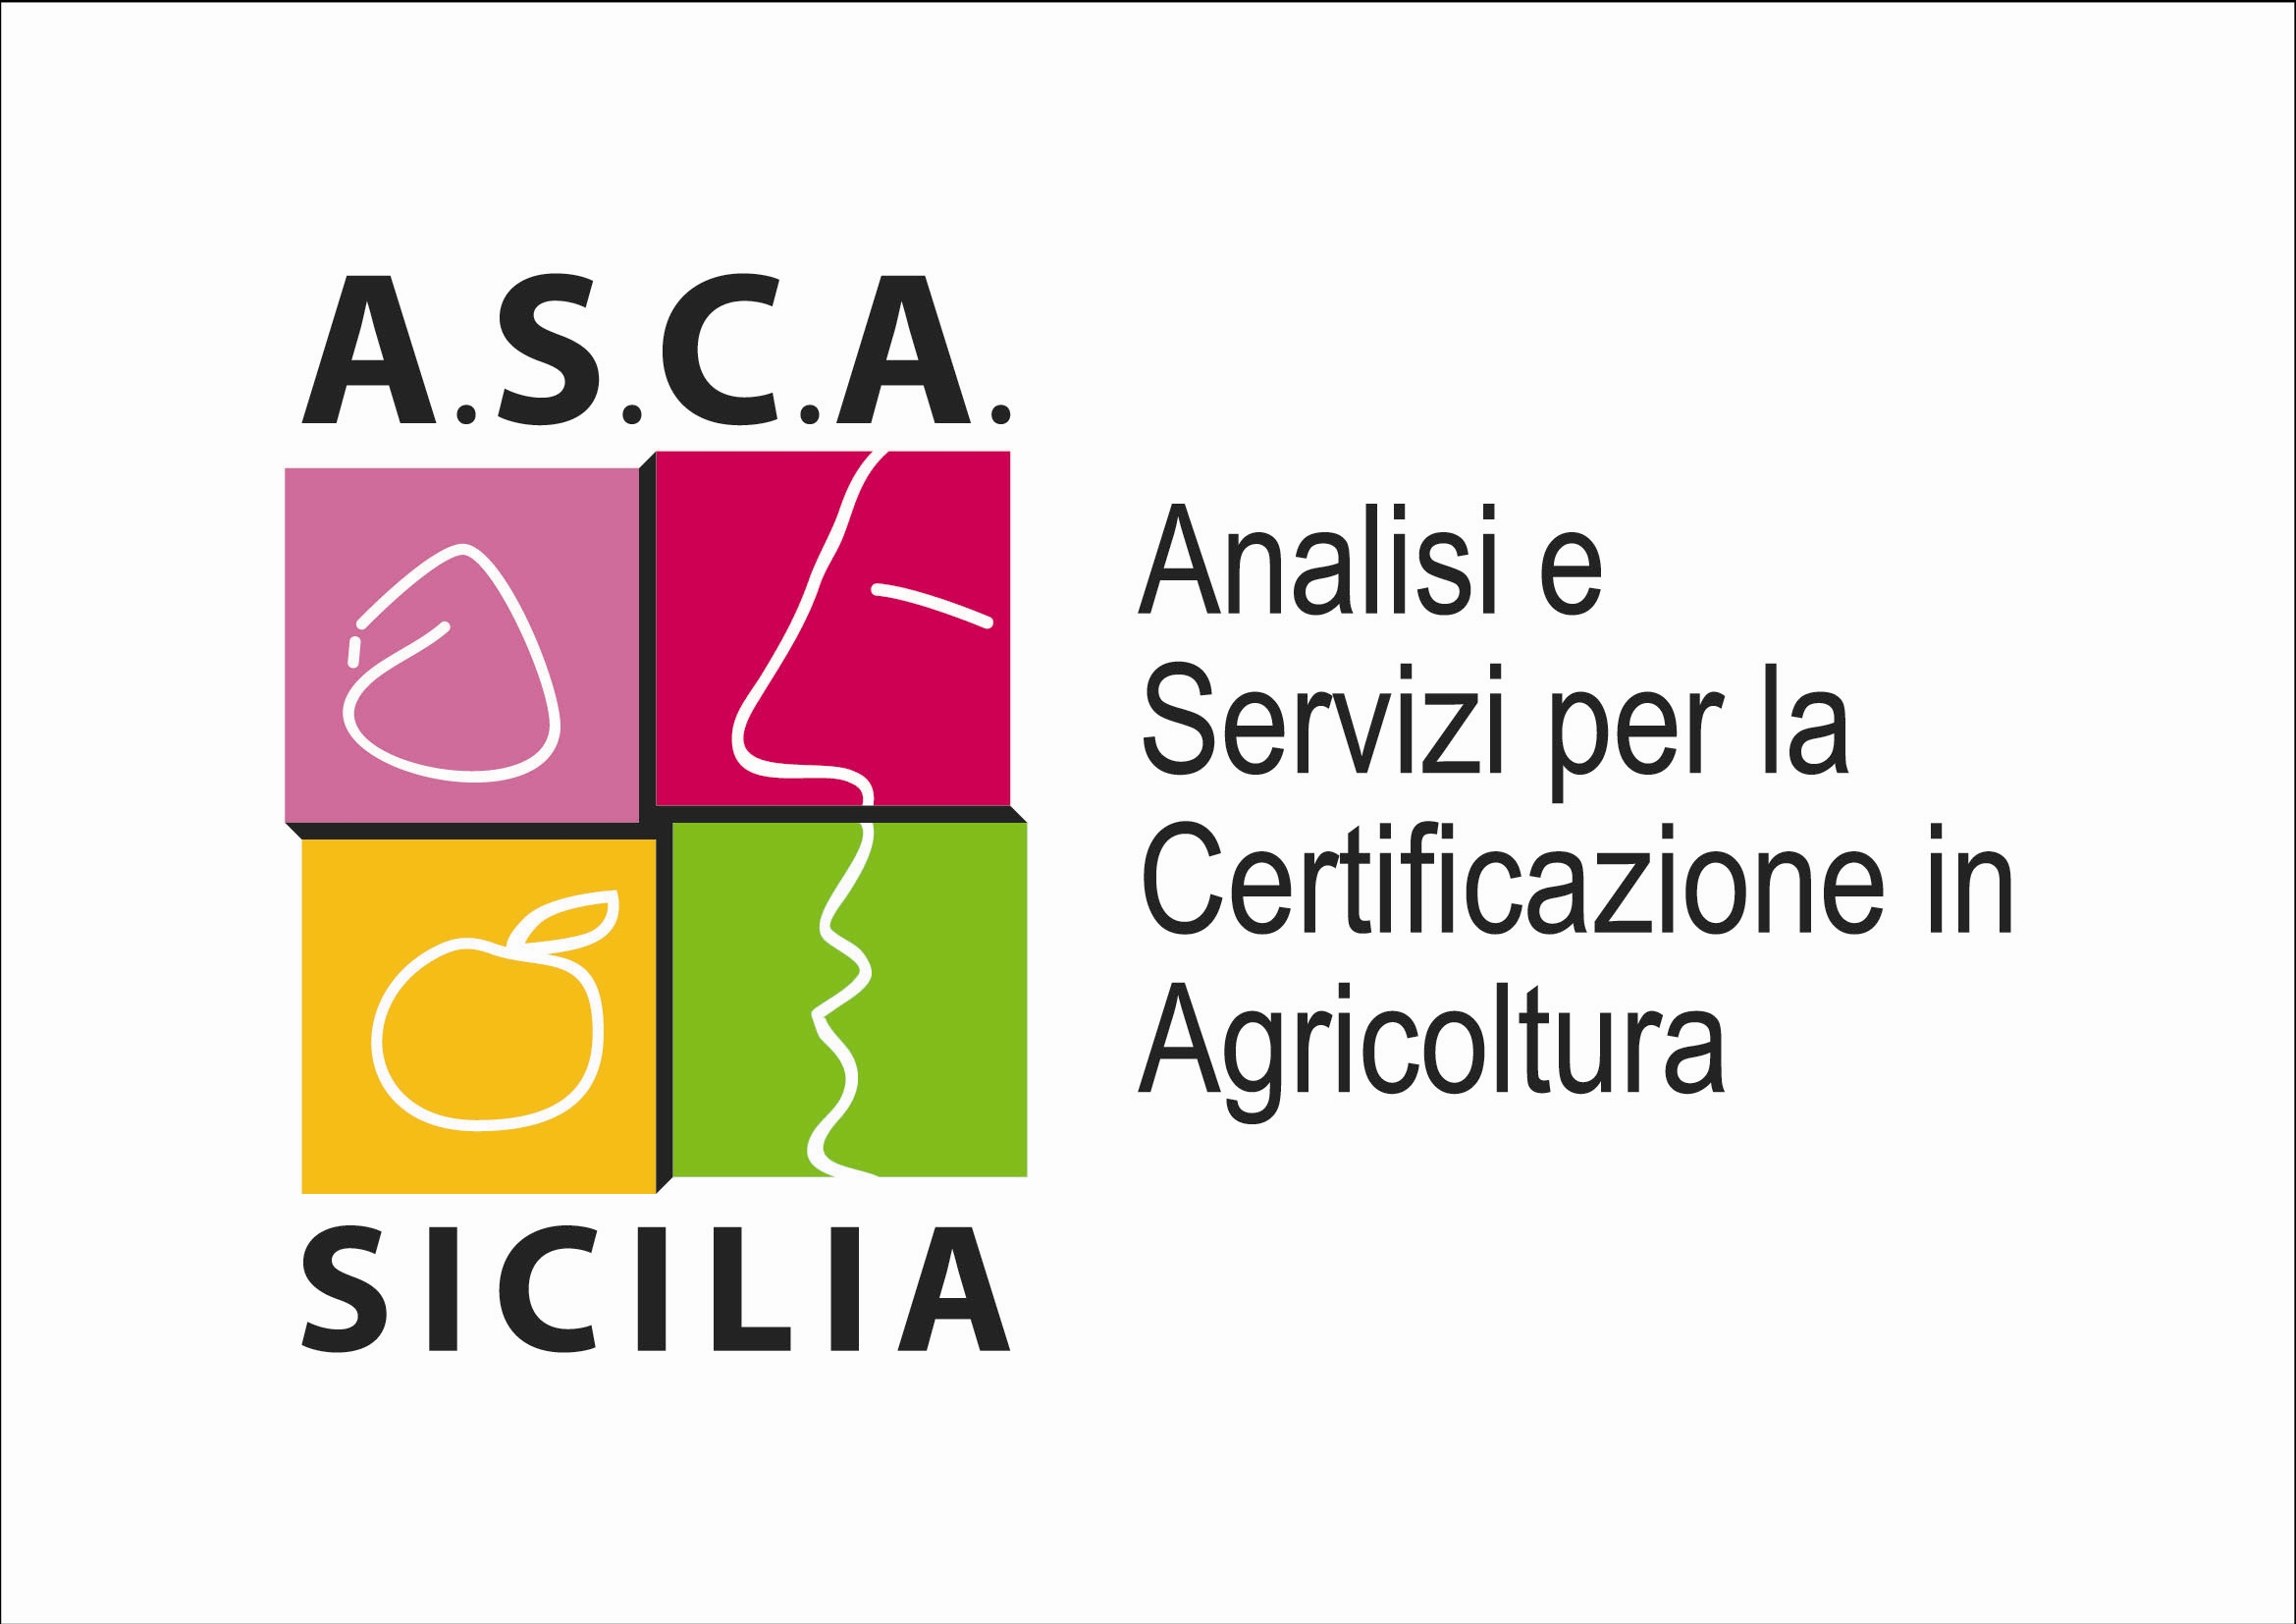 A.S.C.A.
SICILIA
Analisi e
Servizi per la
Certificazione in
Agricoltura